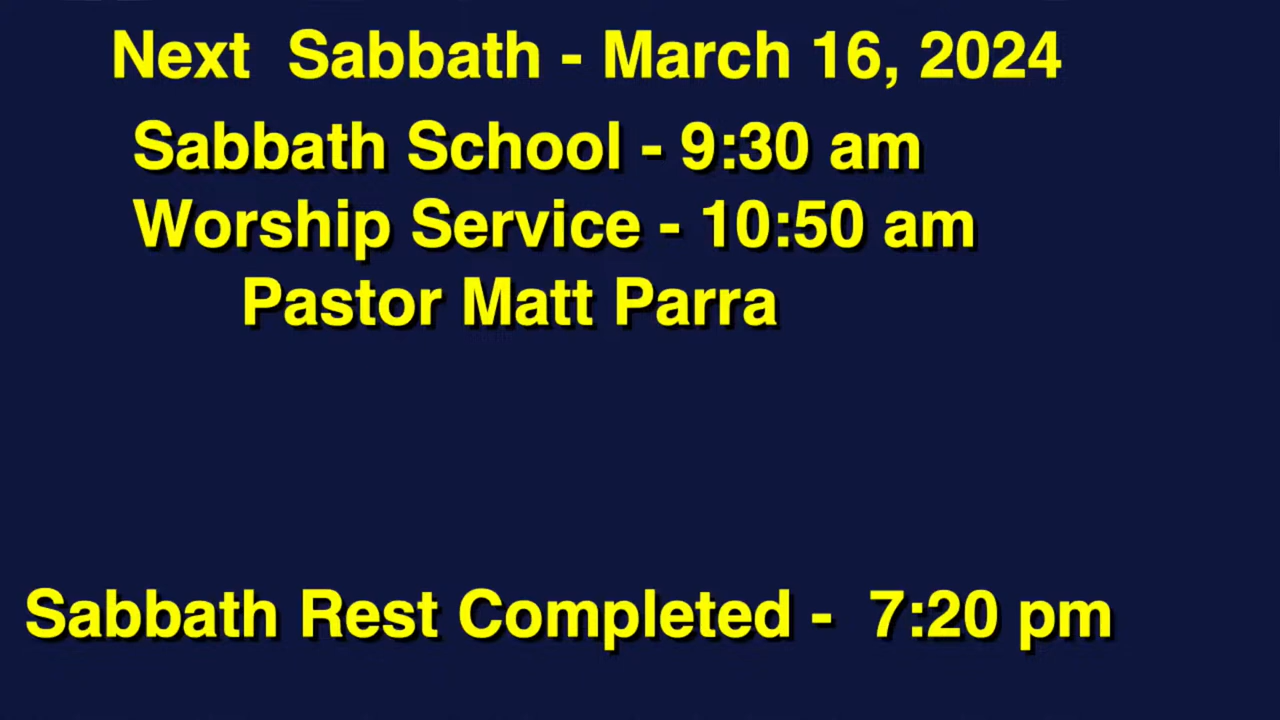 Next  Sabbath - March 16, 2024
Sabbath School - 9:30 am
Worship Service - 10:50 am
Pastor Matt Parra
Sabbath Rest Completed -  7:20 pm